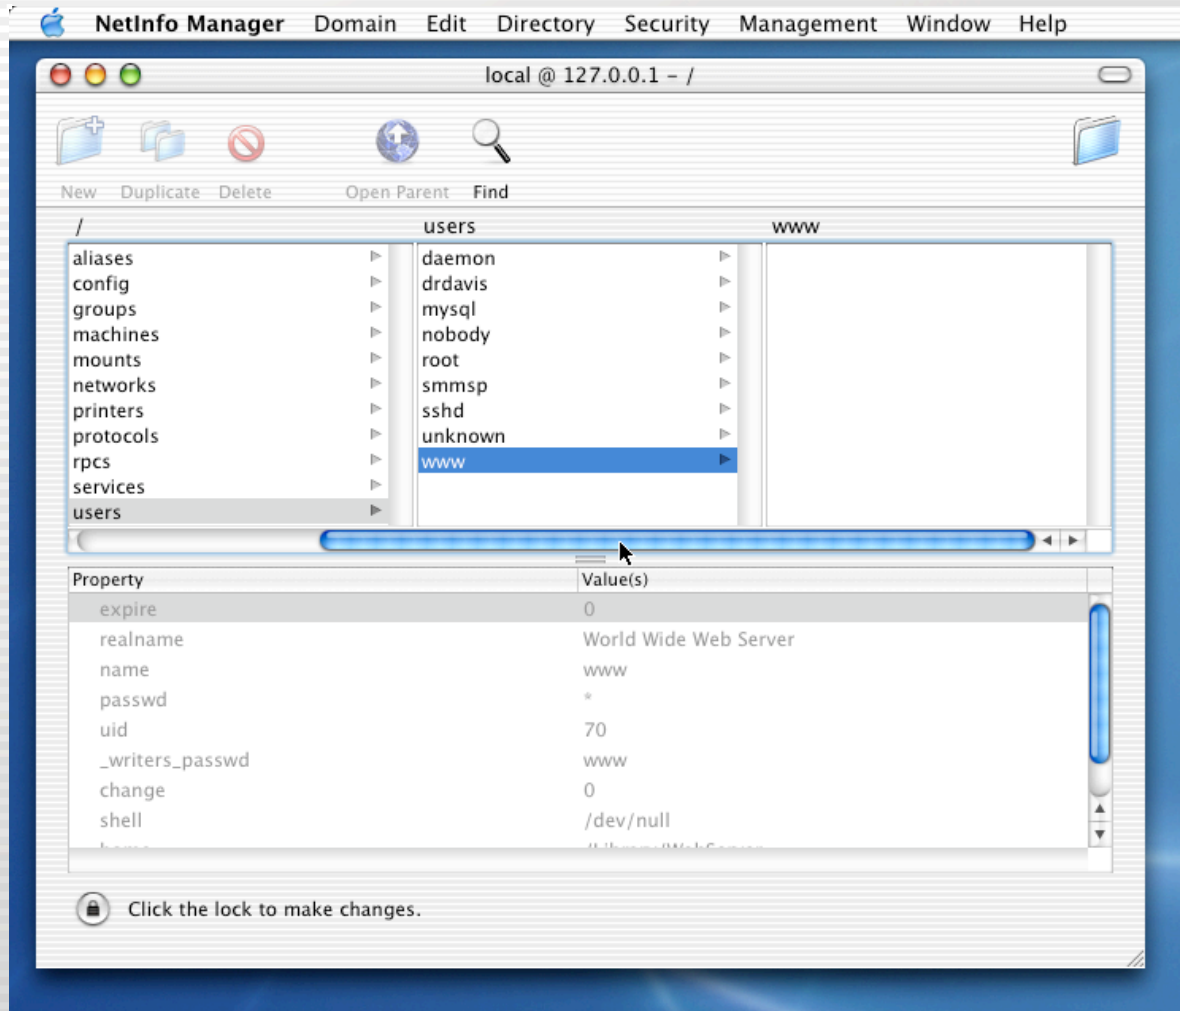 NetInfo Manager Domain Edit Directory Security Management Window Help
local @ 127.0.0.1 – /
New Duplicate Delete Open Parent Find
/ users www
aliases daemon
config drdavis
groups mysql
machines nobody
mounts root
networks smmsp
printers sshd
protocols unknown
rpcs www
services
users
Property Value(s)
expire 0
realname World Wide Web Server
name www
passwd *
uid 70
_writers_passwd www
change 0
shell /dev/null
Click the lock to make changes.